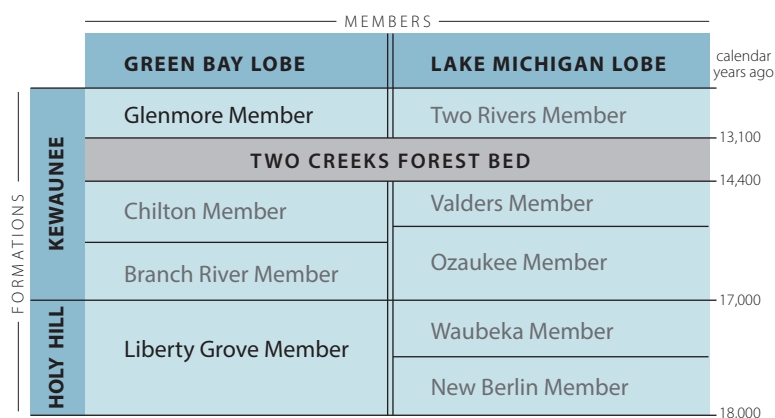 MEMBERS
GREEN BAY LOBE
LAKE MICHIGAN LOBE
calendar
years ago
FORMATIONS
KEWAUNEE
Glenmore Member
Two Rivers Member
13,100
TWO CREEKS FOREST BED
14,400
Chilton Member
Valders Member
Branch River Member
Ozaukee Member
17,000
HOLY HILL
Liberty Grove Member
Waubeka Member
New Berlin Member
18,000